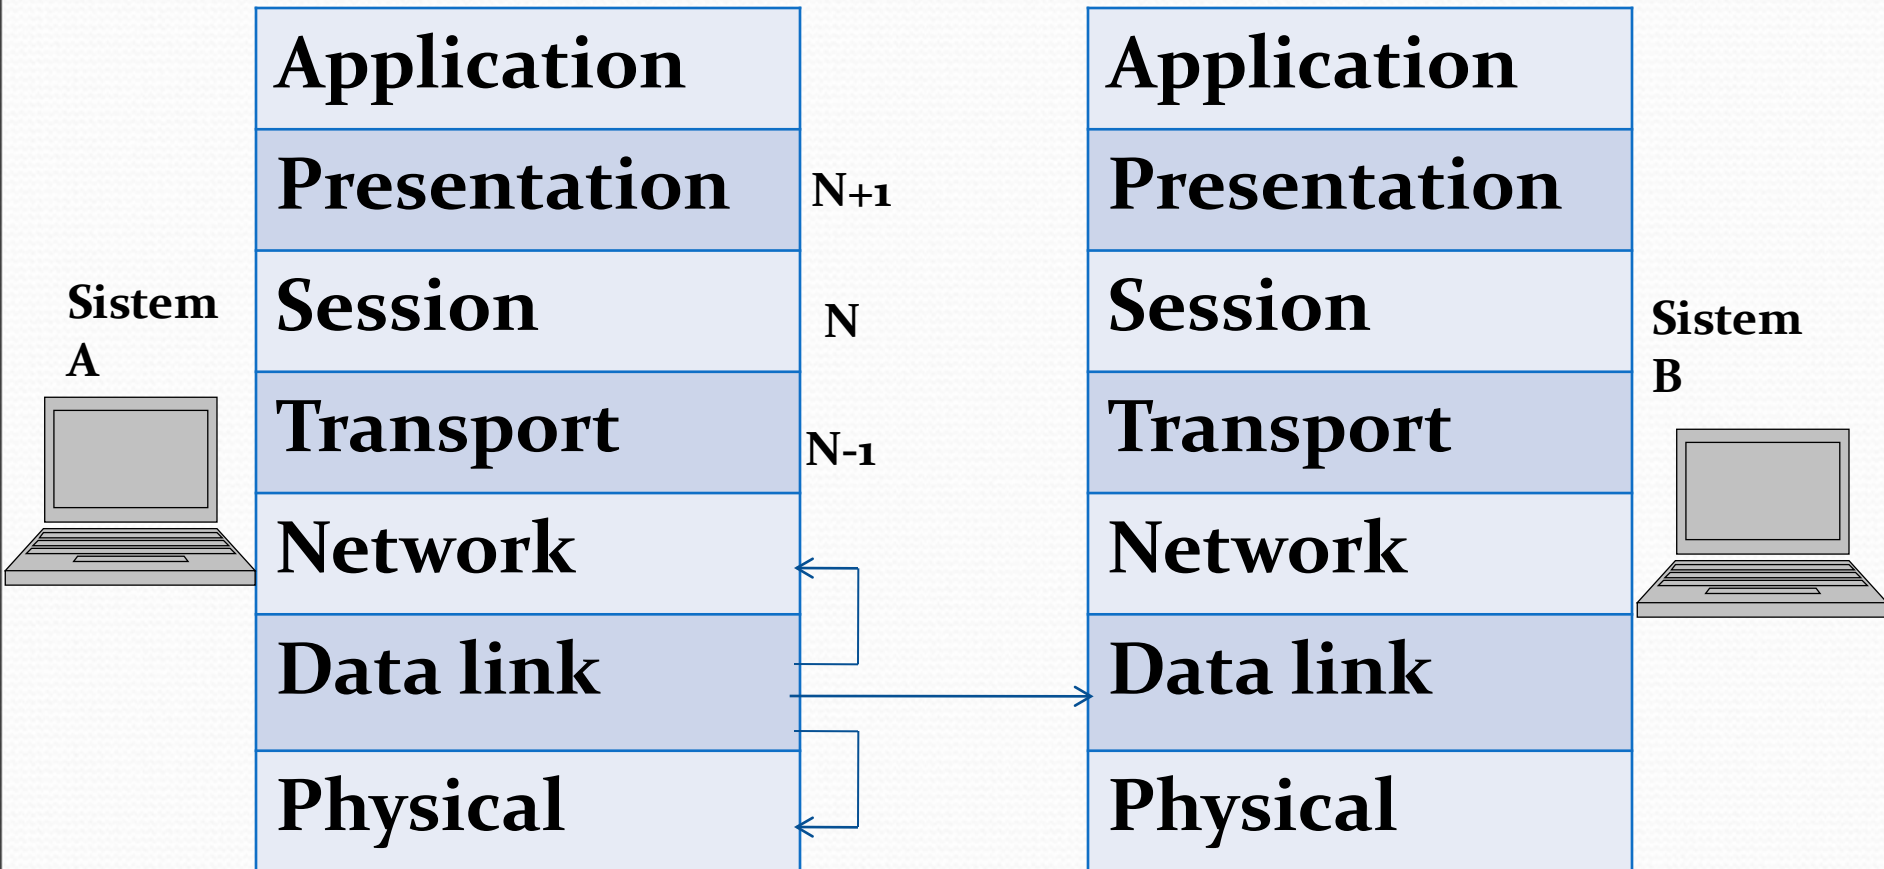 Sistem
A
Application
Presentation
Session
Transport
Network
Data link
Physical
N+1
N
N-1
Application
Presentation
Session
Transport
Network
Data link
Physical
Sistem
B